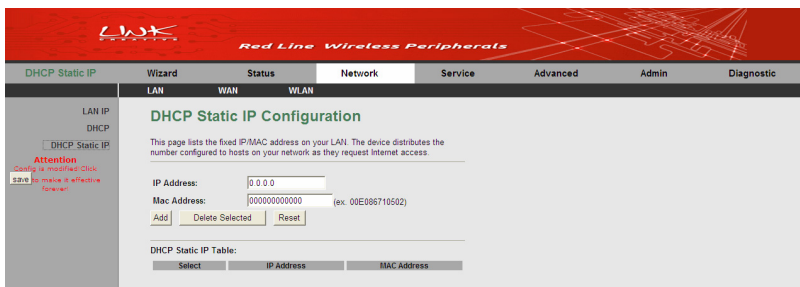 LINK
CREATIVE
Red Line Wireless Peripherals
DHCP Static IP
Wizard Status Network Service Advanced Admin Diagnostic
LAN WAN WLAN
LAN IP
DHCP
DHCP Static IP
Attention
Config is modified! Click
save to make it effective
forever!
DHCP Static IP Configuration
This page lists the fixed IP/MAC address on your LAN. The device distributes the
number configured to hosts on your network as they request Internet access.
IP Address: 0.0.0.0
Mac Address: 000000000000 (ex. 00E086710502)
Add Delete Selected Reset
DHCP Static IP Table:
Select IP Address MAC Address